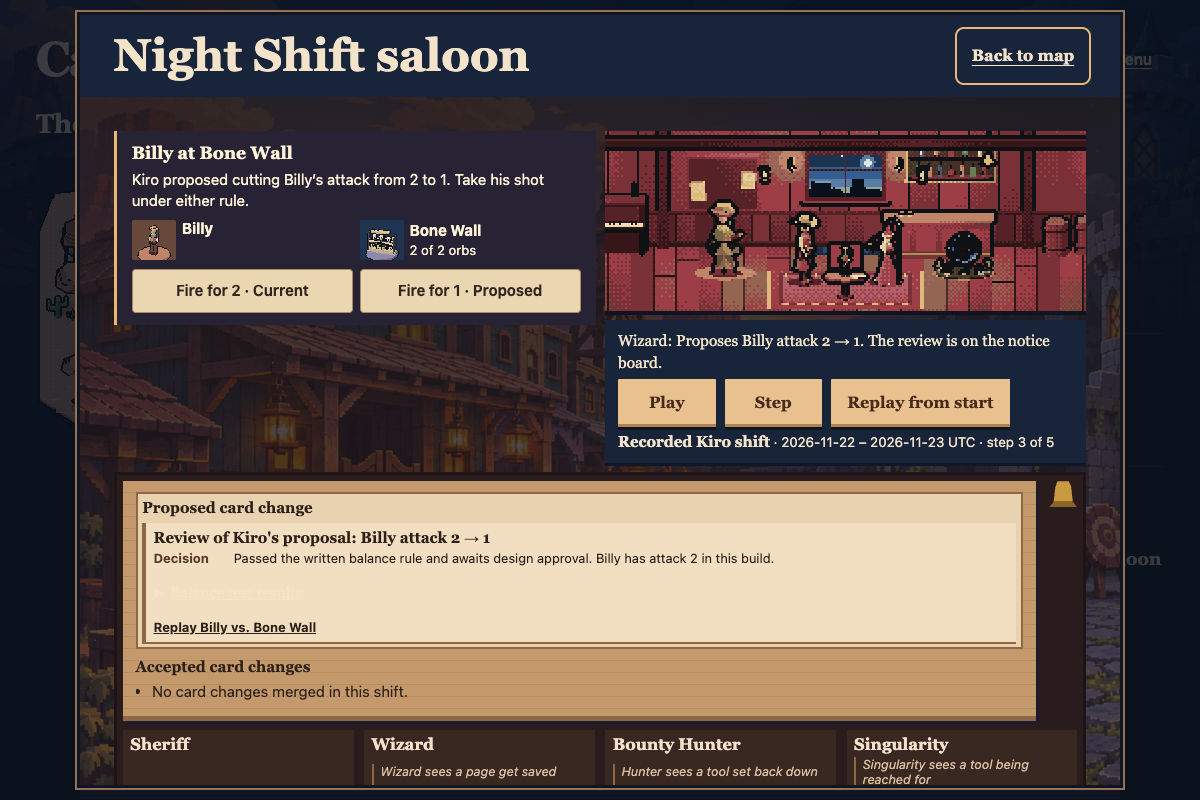 Night Shift saloon
Back to map
Billy at Bone Wall
Kiro proposed cutting Billy’s attack from 2 to 1. Take his shot
under either rule.
Billy
Bone Wall
2 of 2 orbs
Fire for 2 · Current
Fire for 1 · Proposed
Wizard: Proposes Billy attack 2 → 1. The review is on the notice
board.
Play
Step
Replay from start
Recorded Kiro shift · 2026-11-22 – 2026-11-23 UTC · step 3 of 5
Proposed card change
Review of Kiro's proposal: Billy attack 2 → 1
Decision Passed the written balance rule and awaits design approval. Billy has attack 2 in this build.
Balance test results
Replay Billy vs. Bone Wall
Accepted card changes
• No card changes merged in this shift.
Sheriff
Wizard
Wizard sees a page get saved
Bounty Hunter
Hunter sees a tool set back down
Singularity
Singularity sees a tool being
reached for